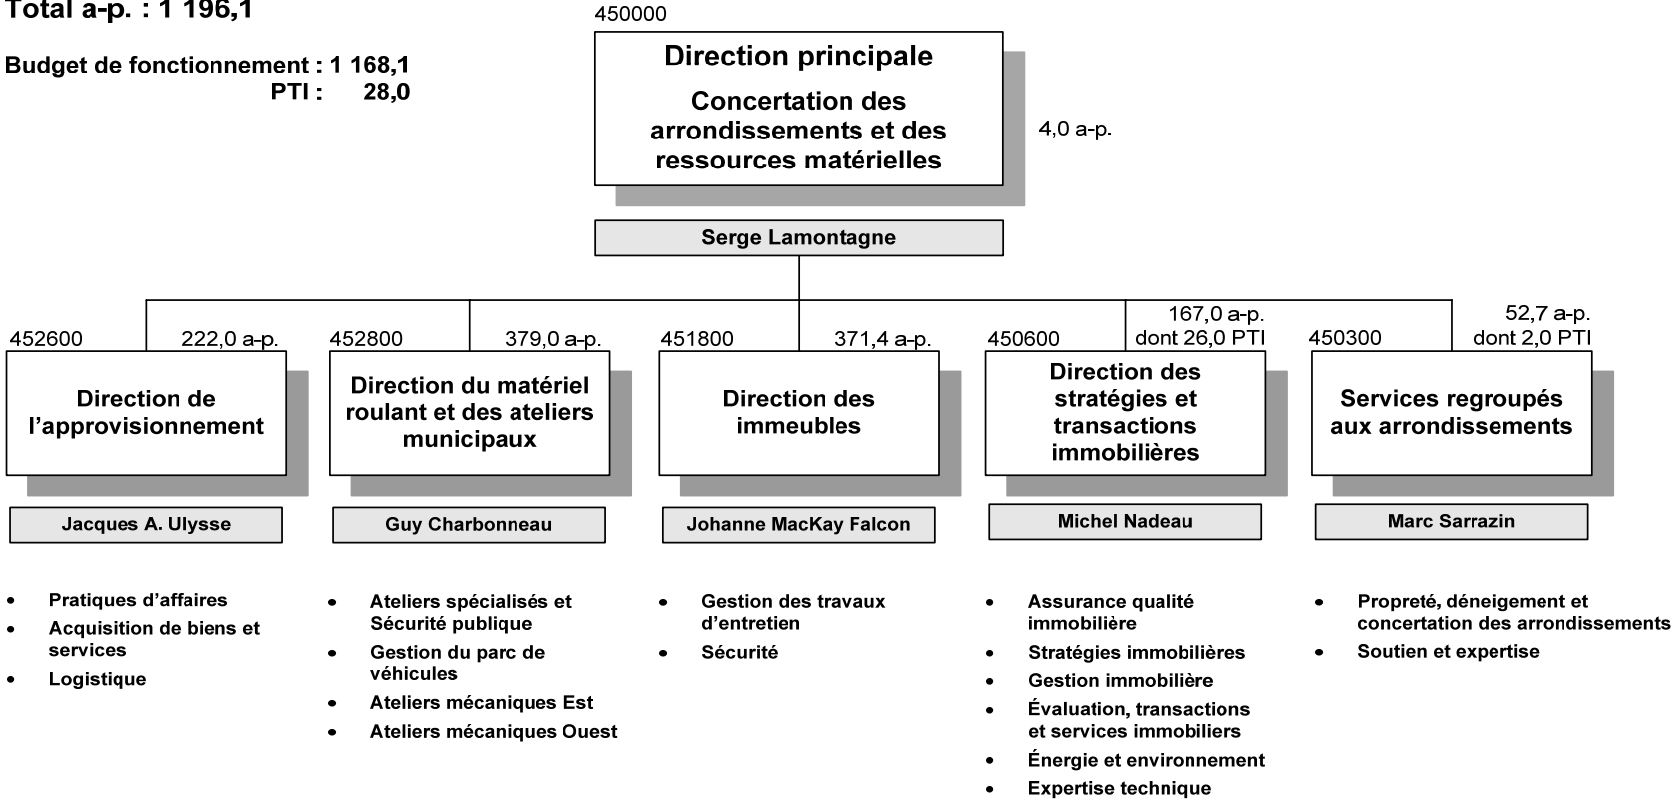 Total a-p. : 1 196,1
Budget de fonctionnement : 1 168,1
PTI : 28,0
450000
Direction principale
Concertation des
arrondissements et des
ressources matérielles
4,0 a-p.
Serge Lamontagne
452600
222,0 a-p.
Direction de
l'approvisionnement
Jacques A. Ulysse
• Pratiques d'affaires
• Acquisition de biens et
services
• Logistique
452800
379,0 a-p.
Direction du matériel
roulant et des ateliers
municipaux
Guy Charbonneau
• Ateliers spécialisés et
Sécurité publique
• Gestion du parc de
véhicules
• Ateliers mécaniques Est
• Ateliers mécaniques Ouest
451800
371,4 a-p.
Direction des
immeubles
Johanne MacKay Falcon
• Gestion des travaux
d'entretien
• Sécurité
450600
167,0 a-p.
dont 26,0 PTI
Direction des
stratégies et
transactions
immobilières
Michel Nadeau
• Assurance qualité
immobilière
• Stratégies immobilières
• Gestion immobilière
• Évaluation, transactions
et services immobiliers
• Énergie et environnement
• Expertise technique
450300
52,7 a-p.
dont 2,0 PTI
Services regroupés
aux arrondissements
Marc Sarrazin
• Propreté, déneigement et
concertation des arrondissements
• Soutien et expertise